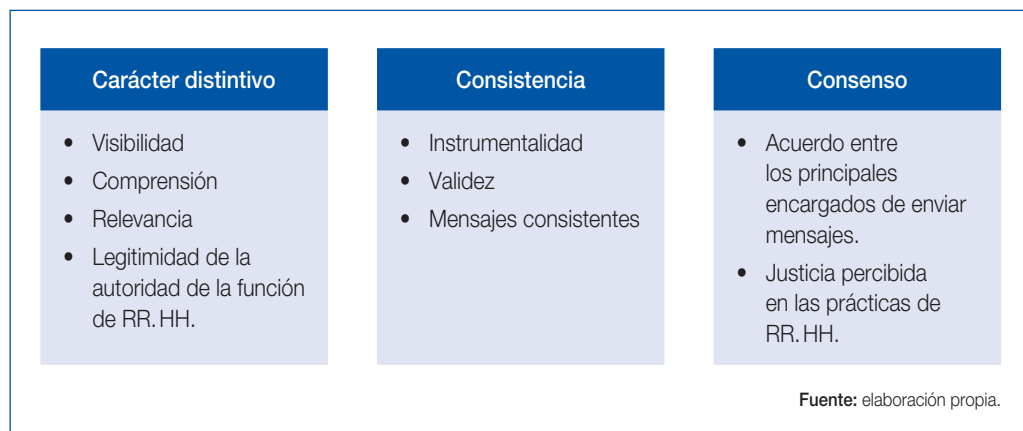 Carácter distintivo
• Visibilidad
• Comprensión
• Relevancia
• Legitimidad de la
autoridad de la función
de RR. HH.
Consistencia
• Instrumentalidad
• Validez
• Mensajes consistentes
Consenso
• Acuerdo entre
los principales
encargados de enviar
mensajes.
• Justicia percibida
en las prácticas de
RR. HH.
Fuente: elaboración propia.